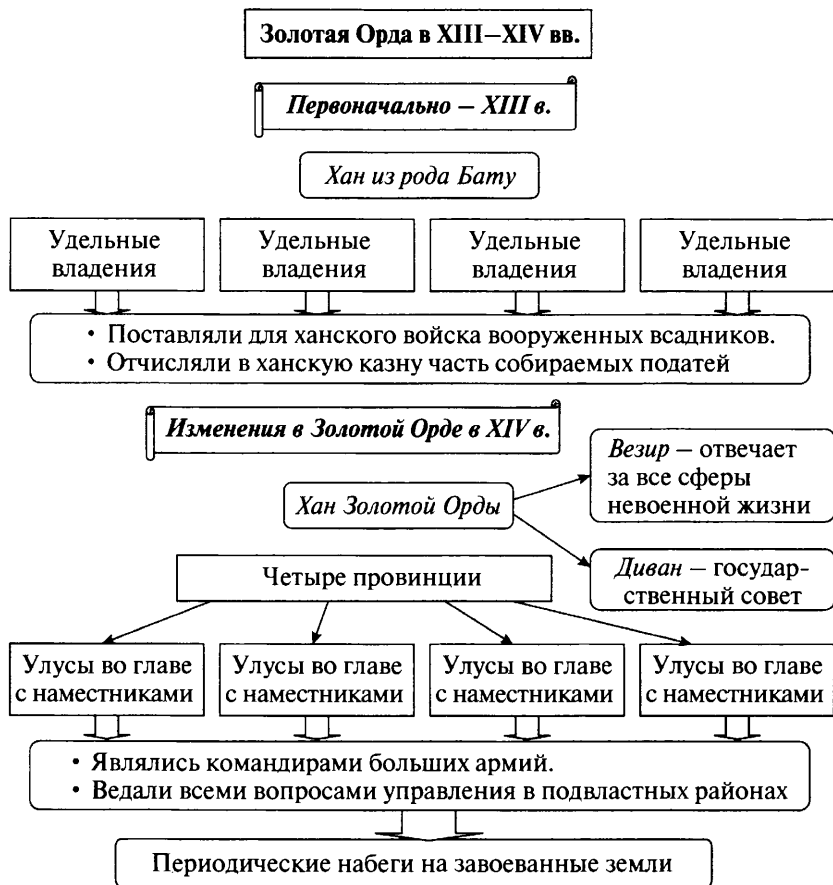 Золотая Орда в XIII–XIV вв.
Первоначально – XIII в.
Хан из рода Бату
Удельные
владения
Удельные
владения
Удельные
владения
Удельные
владения
• Поставляли для ханского войска вооруженных всадников.
• Отчисляли в ханскую казну часть собираемых податей
Изменения в Золотой Орде в XIV в.
Хан Золотой Орды
Везир – отвечает
за все сферы
невоенной жизни
Диван – государ-
ственный совет
Четыре провинции
Улусы во главе
с наместниками
Улусы во главе
с наместниками
Улусы во главе
с наместниками
Улусы во главе
с наместниками
• Являлись командирами больших армий.
• Ведали всеми вопросами управления в подвластных районах
Периодические набеги на завоеванные земли